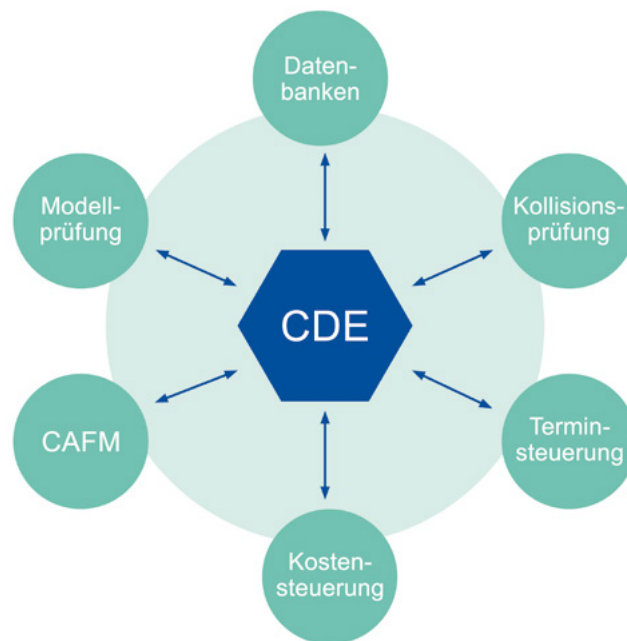 Daten-
banken
Modell-
prüfung
Kollisions-
prüfung
CDE
CAFM
Termin-
steuerung
Kosten-
steuerung